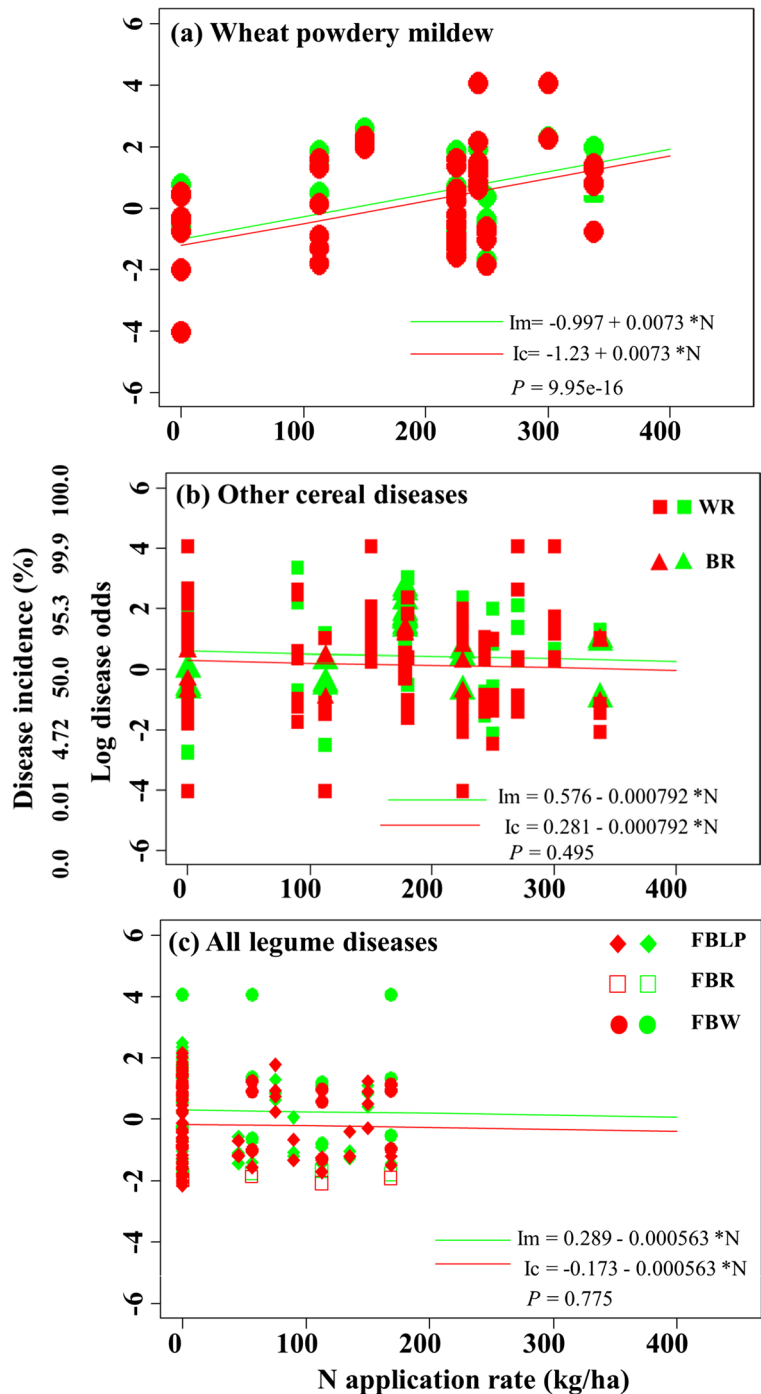 (a) Wheat powdery mildew
6
4
2
0
-2
-4
-6
Im= -0.997 + 0.0073 *N
Ic= -1.23 + 0.0073 *N
P = 9.95e-16
0 100 200 300 400
(b) Other cereal diseases
WR
BR
Disease incidence (%)
0.0 0.01 4.72 50.0 95.3 99.9 100.0
Log disease odds
6
4
2
0
-2
-4
-6
Im = 0.576 - 0.000792 *N
Ic = 0.281 - 0.000792 *N
P = 0.495
0 100 200 300 400
(c) All legume diseases
FBLP
FBR
FBW
6
4
2
0
-2
-4
-6
Im = 0.289 - 0.000563 *N
Ic = -0.173 - 0.000563 *N
P = 0.775
0 100 200 300 400
N application rate (kg/ha)